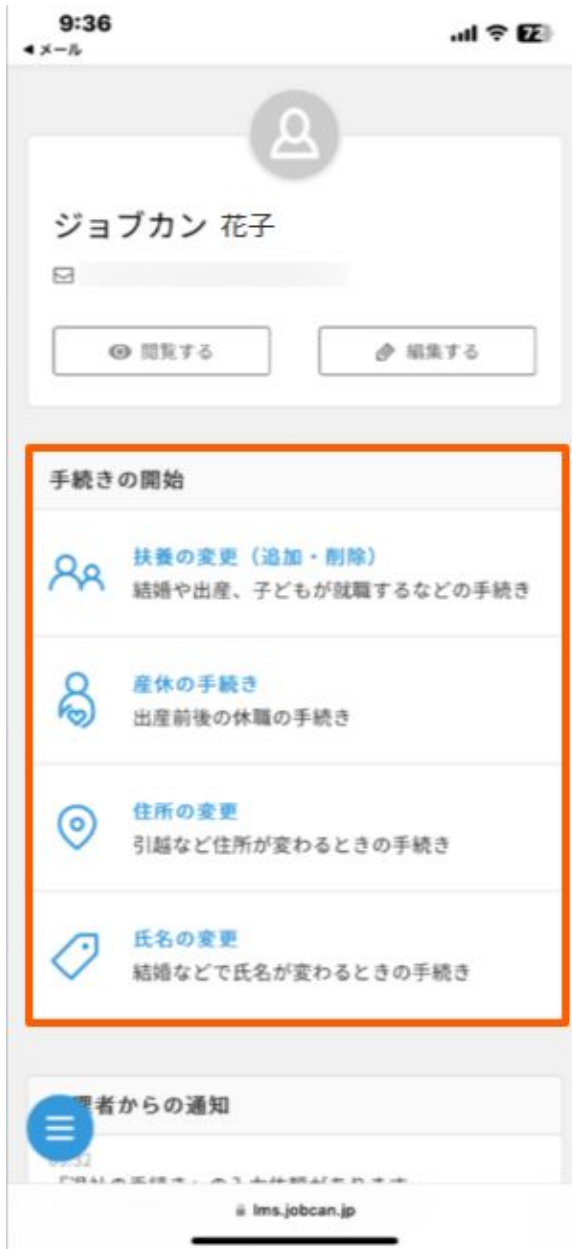 9:36
72
◀メール
ジョブカン 花子
閲覧する
編集する
手続きの開始
扶養の変更（追加・削除）
結婚や出産、子どもが就職するなどの手続き
産休の手続き
出産前後の休職の手続き
住所の変更
引越など住所が変わるときの手続き
氏名の変更
結婚などで氏名が変わるときの手続き
理者からの通知
lms.jobcan.jp